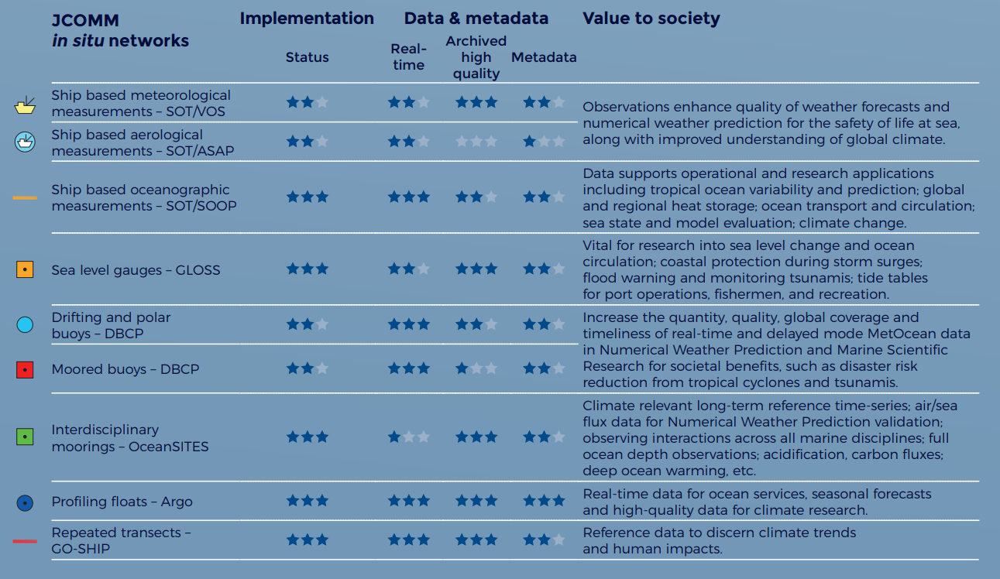 JCOMM
in situ networks
Implementation
Data & metadata
Value to society
Status
Real-
time
Archived
high
quality
Metadata
Ship based meteorological
measurements – SOT/VOS
Observations enhance quality of weather forecasts and
numerical weather prediction for the safety of life at sea,
along with improved understanding of global climate.
Ship based aerological
measurements – SOT/ASAP
Ship based oceanographic
measurements – SOT/SOOP
Data supports operational and research applications
including tropical ocean variability and prediction; global
and regional heat storage; ocean transport and circulation;
sea state and model evaluation; climate change.
Sea level gauges – GLOSS
Vital for research into sea level change and ocean
circulation; coastal protection during storm surges;
flood warning and monitoring tsunamis; tide tables
for port operations, fishermen, and recreation.
Drifting and polar
buoys – DBCP
Increase the quantity, quality, global coverage and
timeliness of real-time and delayed mode MetOcean data
in Numerical Weather Prediction and Marine Scientific
Research for societal benefits, such as disaster risk
reduction from tropical cyclones and tsunamis.
Moored buoys – DBCP
Interdisciplinary
moorings – OceanSITES
Climate relevant long-term reference time-series; air/sea
flux data for Numerical Weather Prediction validation;
observing interactions across all marine disciplines; full
ocean depth observations; acidification, carbon fluxes;
deep ocean warming, etc.
Profiling floats – Argo
Real-time data for ocean services, seasonal forecasts
and high-quality data for climate research.
Repeated transects –
GO-SHIP
Reference data to discern climate trends
and human impacts.